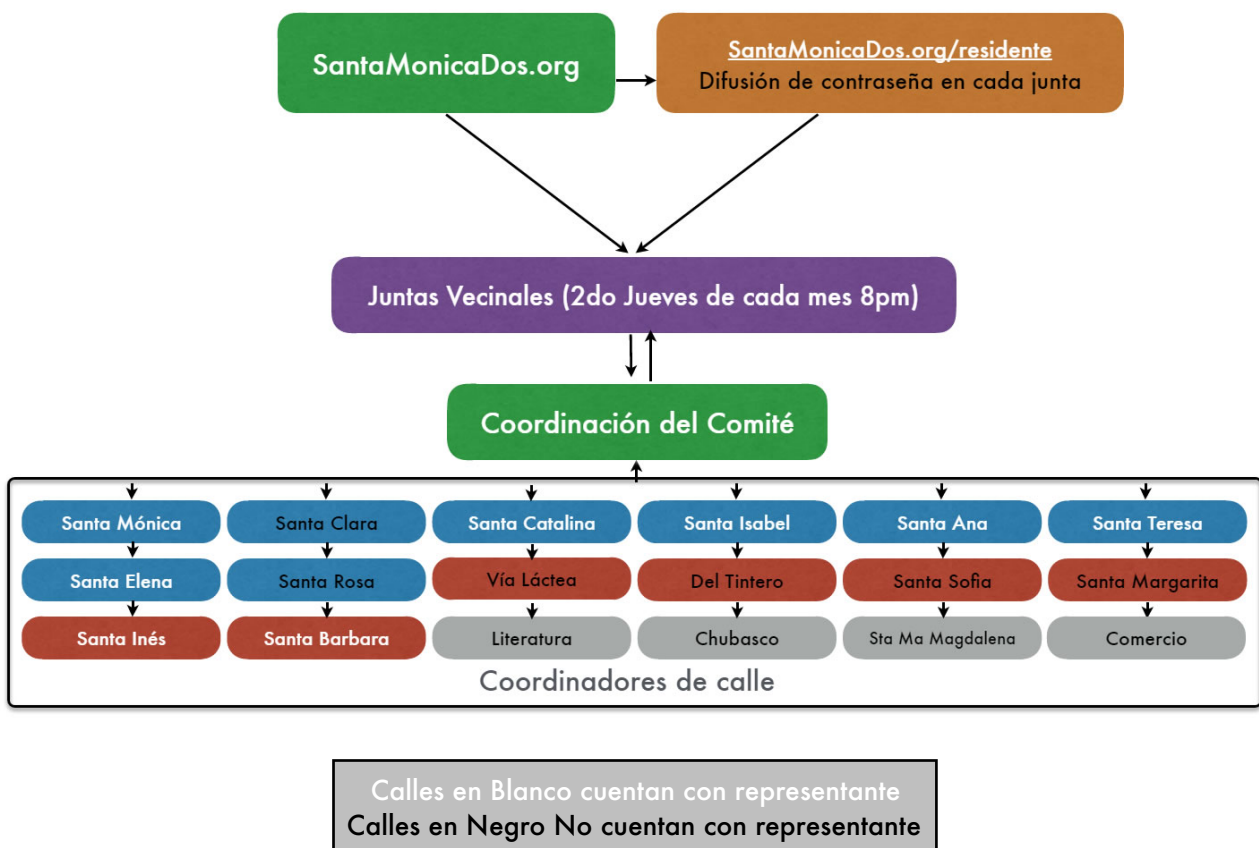 SantaMonicaDos.org
SantaMonicaDos.org/residente
Difusión de contraseña en cada junta
Juntas Vecinales (2do Jueves de cada mes 8pm)
Coordinación del Comité
Santa Mónica
Santa Clara
Santa Catalina
Santa Isabel
Santa Ana
Santa Teresa
Santa Elena
Santa Rosa
Vía Láctea
Del Tintero
Santa Sofia
Santa Margarita
Santa Inés
Santa Barbara
Literatura
Chubasco
Sta Ma Magdalena
Comercio
Coordinadores de calle
Calles en Blanco cuentan con representante
Calles en Negro No cuentan con representante